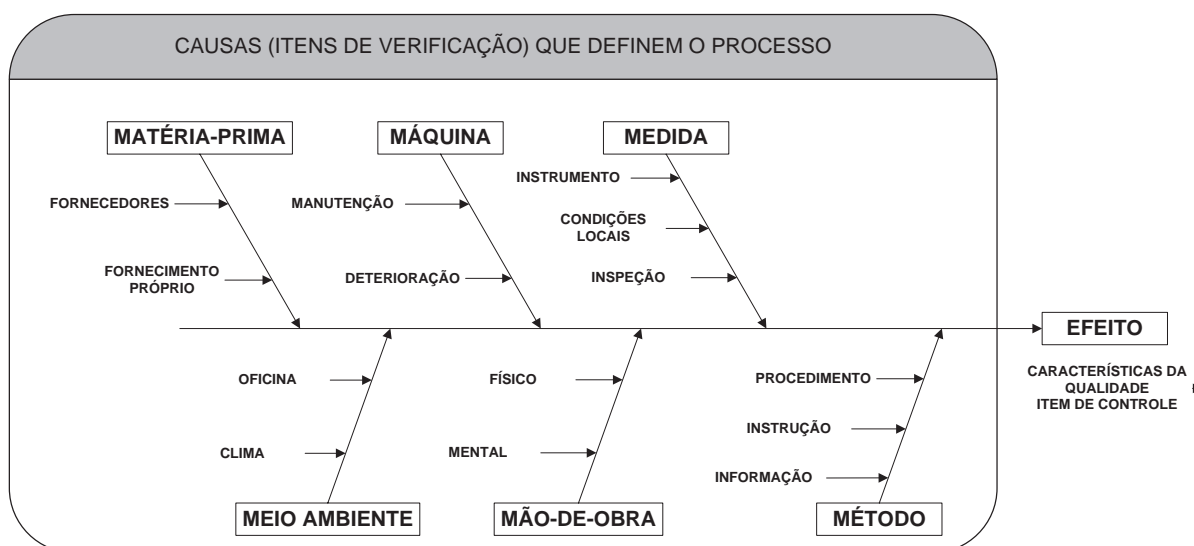 CAUSAS (ITENS DE VERIFICAÇÃO) QUE DEFINEM O PROCESSO
MATÉRIA-PRIMA
MÁQUINA
MEDIDA
FORNECEDORES
FORNECIMENTO
PRÓPRIO
MANUTENÇÃO
DETERIORAÇÃO
INSTRUMENTO
CONDIÇÕES
LOCAIS
INSPEÇÃO
EFEITO
CARACTERÍSTICAS DA
QUALIDADE
ITEM DE CONTROLE
OFICINA
CLIMA
FÍSICO
MENTAL
PROCEDIMENTO
INSTRUÇÃO
INFORMAÇÃO
MEIO AMBIENTE
MÃO-DE-OBRA
MÉTODO